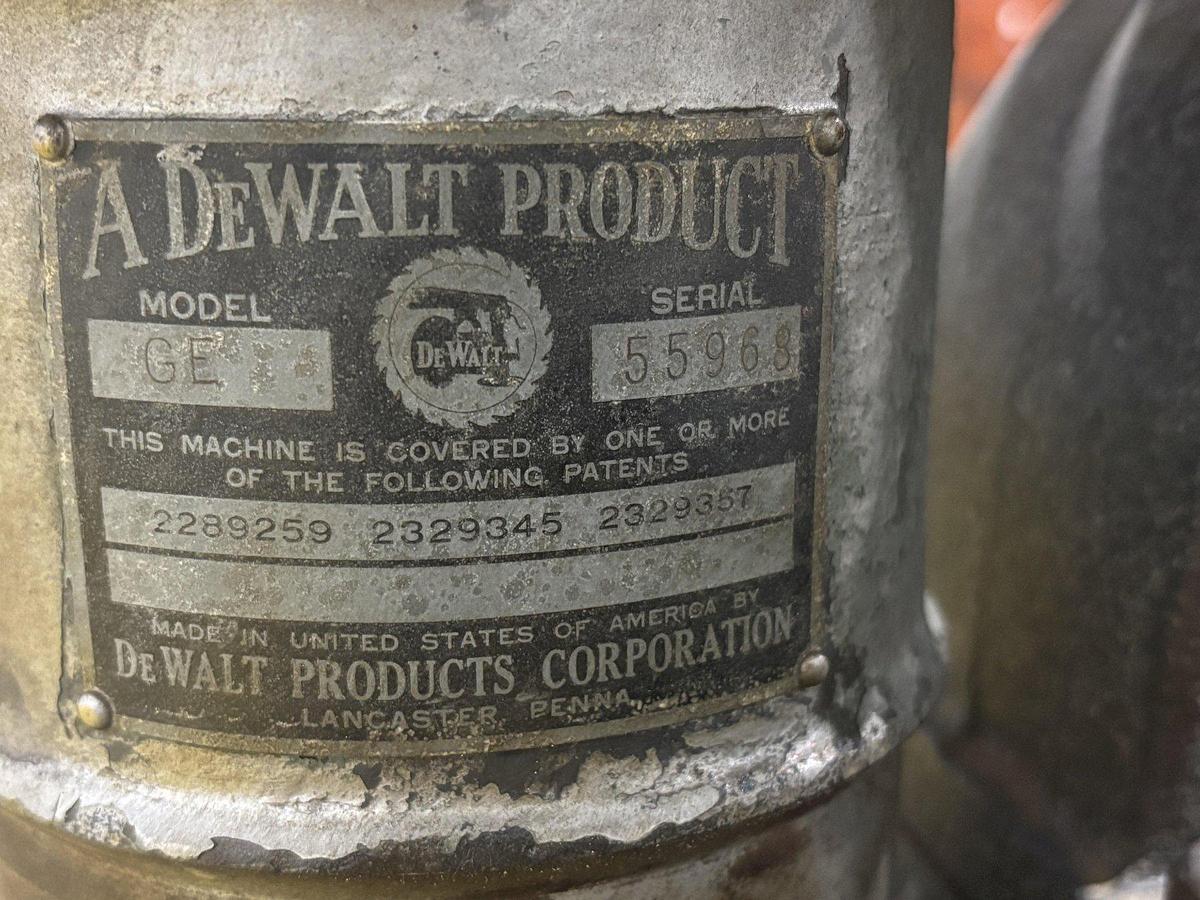 A DeWALT PRODUCT
MODEL
SERIAL
GE
DeWALT
55968
THIS MACHINE IS COVERED BY ONE OR MORE
OF THE FOLLOWING PATENTS
2289259 2329345 2329357
MADE IN UNITED STATES OF AMERICA BY
DeWALT PRODUCTS CORPORATION
LANCASTER PENNA.